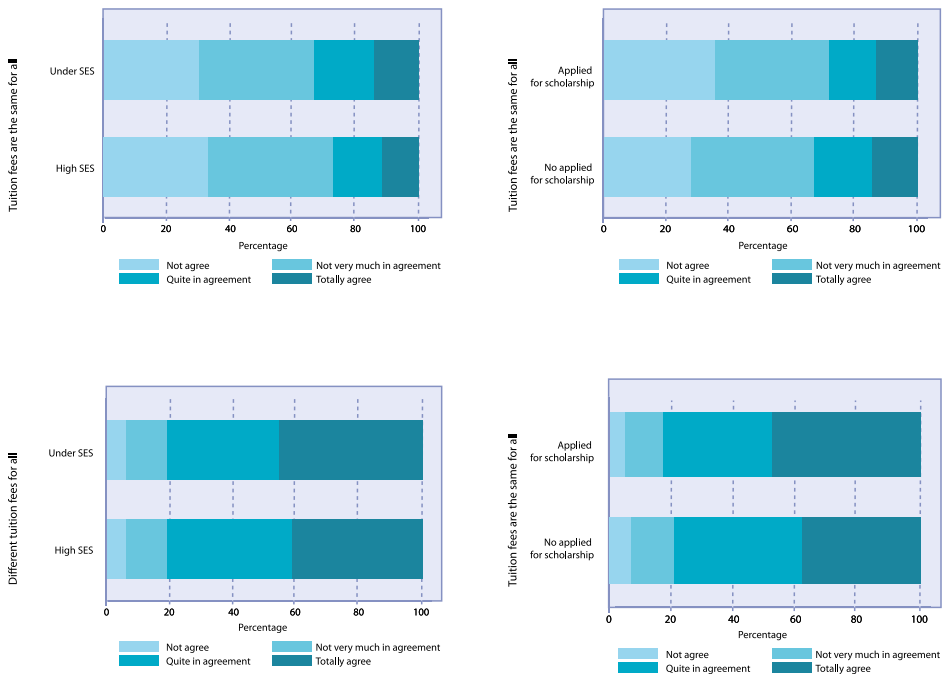 Tuition fees are the same for all
Under SES
High SES
0 20 40 60 80 100
Percentage
Not agree
Not very much in agreement
Quite in agreement
Totally agree
Tuition fees are the same for all
Applied
for scholarship
No applied
for scholarship
0 20 40 60 80 100
Percentage
Not agree
Not very much in agreement
Quite in agreement
Totally agree
Different tuition fees for all
Under SES
High SES
0 20 40 60 80 100
Percentage
Not agree
Not very much in agreement
Quite in agreement
Totally agree
Tuition fees are the same for all
Applied
for scholarship
No applied
for scholarship
0 20 40 60 80 100
Percentage
Not agree
Not very much in agreement
Quite in agreement
Totally agree